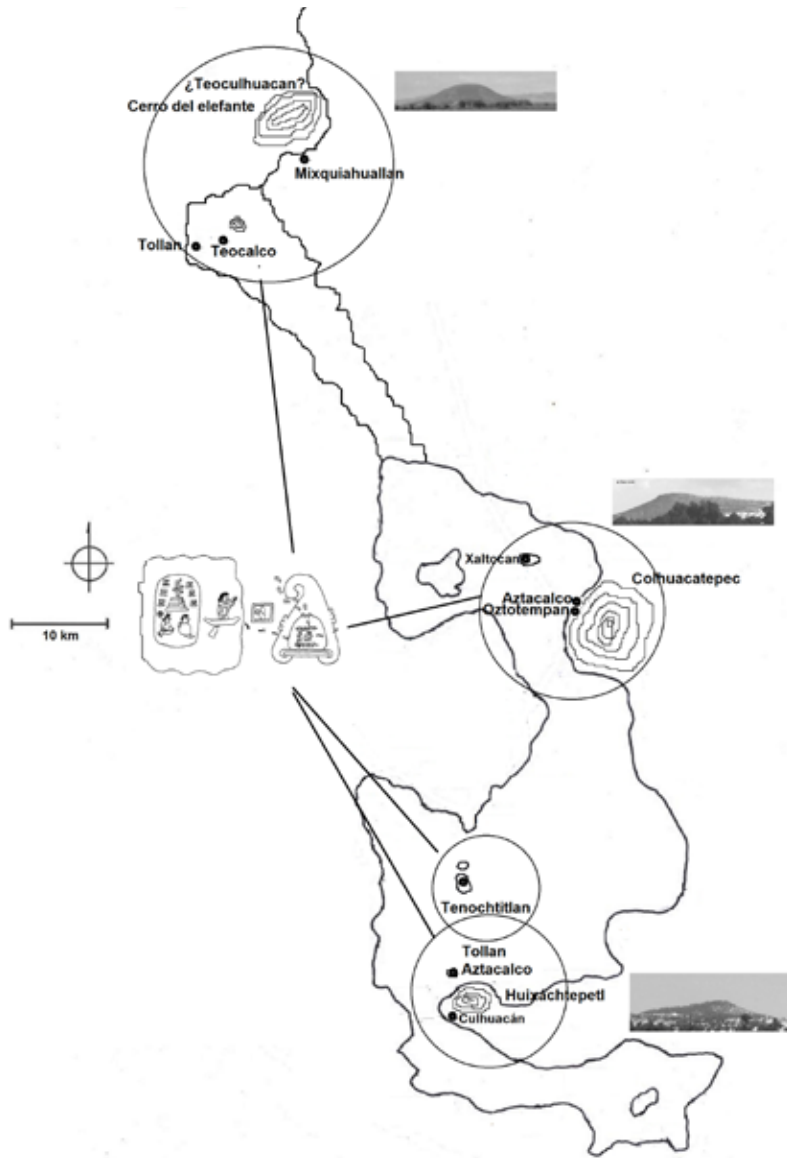 ¿Teoculhuacan?
Cerro del elefante
Mixquiahuallan
Tollan
Teocalco
Xaltocan
Colhuacatepec
Aztacalco
Oztotempan
10 km
Tenochtitlan
Tollan
Aztacalco
Huixachtepetl
Culhuacán